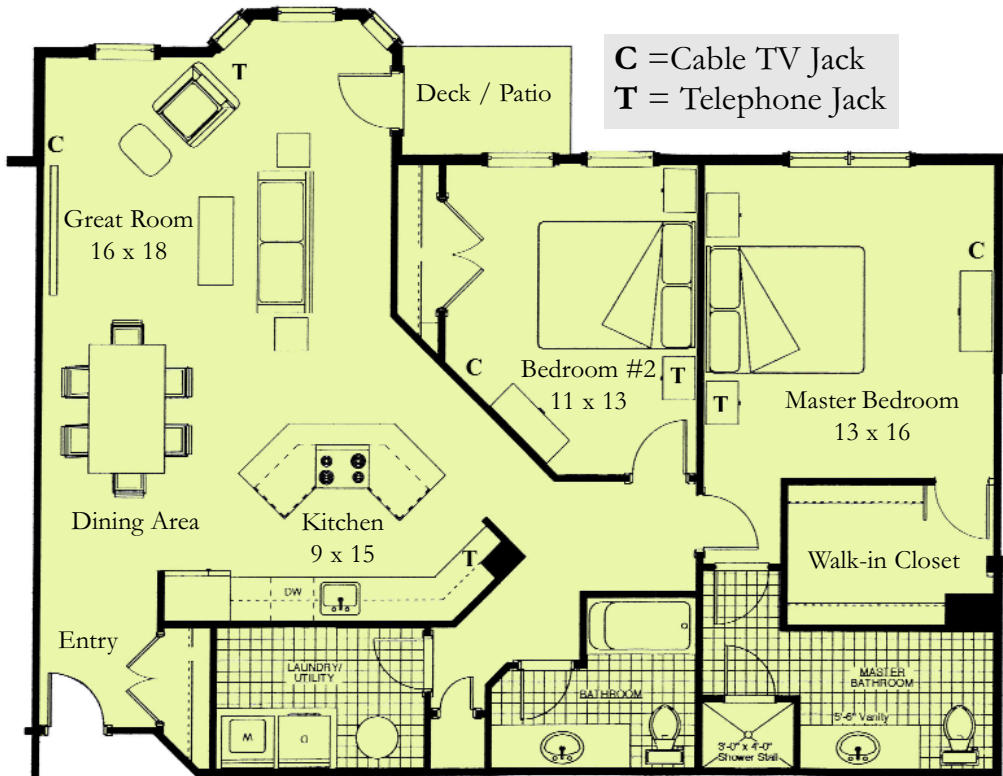 C =Cable TV Jack
T = Telephone Jack
T
Deck / Patio
C
Great Room
16 x 18
C
C
Bedroom #2
11 x 13
T
T
Master Bedroom
13 x 16
Dining Area
Kitchen
9 x 15
T
Walk-in Closet
DW
Entry
LAUNDRY/
UTILITY
BATHROOM
MASTER
BATHROOM
5'-6" Vanity
W
D
3'-0" x 4'-0"
Shower Stall